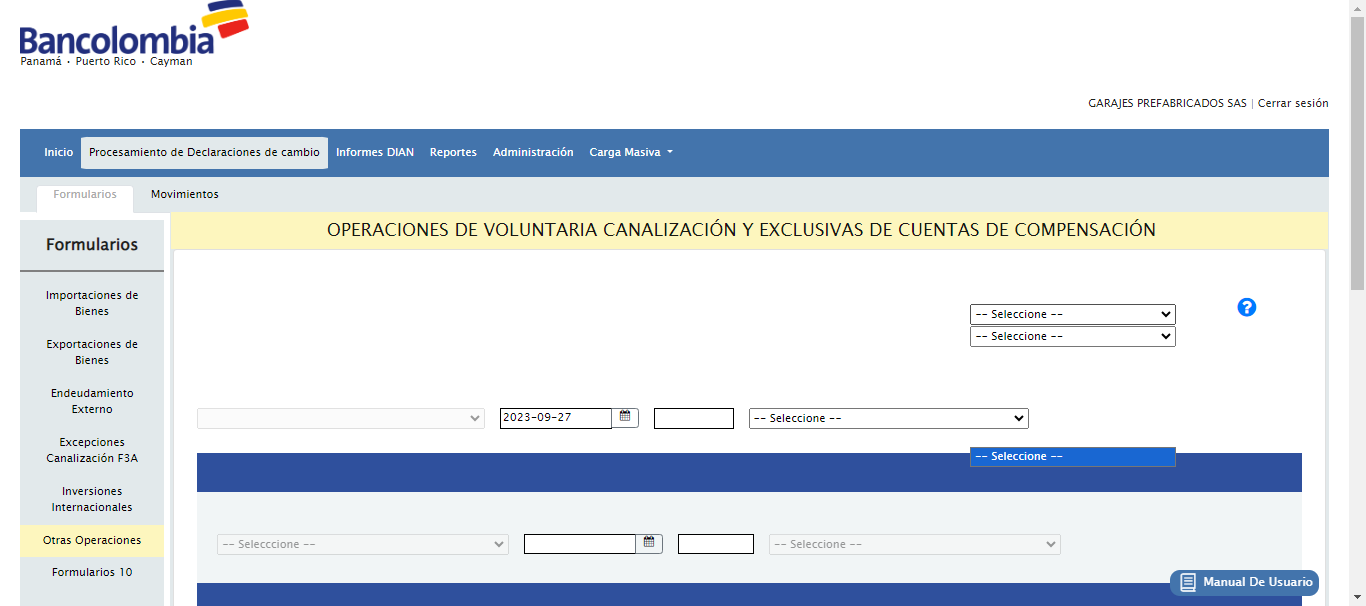 Bancolombia
Panamá · Puerto Rico · Cayman
GARAJES PREFABRICADOS SAS | Cerrar sesión
Inicio Procesamiento de Declaraciones de cambio Informes DIAN Reportes Administración Carga Masiva
Formularios Movimientos
OPERACIONES DE VOLUNTARIA CANALIZACIÓN Y EXCLUSIVAS DE CUENTAS DE COMPENSACIÓN
Formularios
Importaciones de
Bienes
Exportaciones de
Bienes
Endeudamiento
Externo
Excepciones
Canalización F3A
Inversiones
Internacionales
Otras Operaciones
Formularios 10
-- Seleccione --
?
-- Seleccione --
2023-09-27 -- Seleccione --
-- Seleccione --
-- Selecccione -- -- Seleccione --
Manual De Usuario